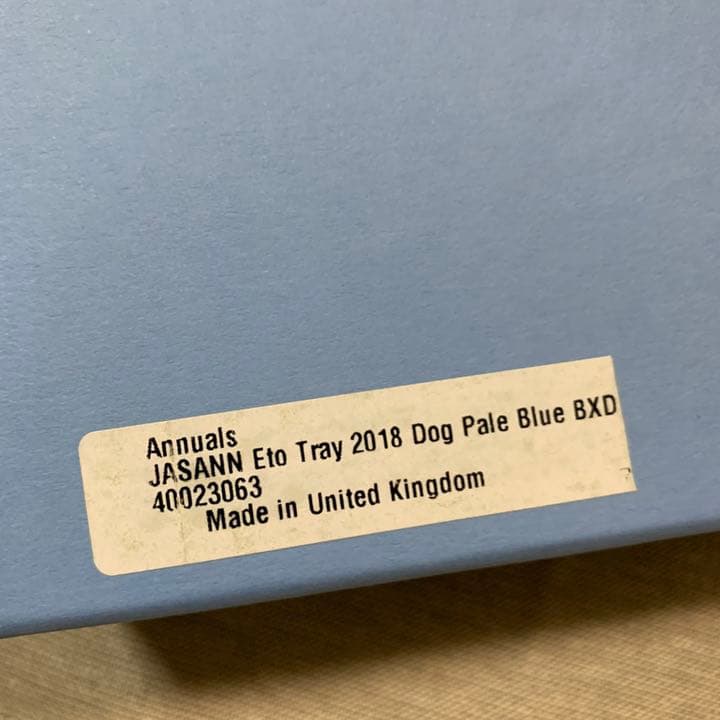 Annuals
JASANN Eto Tray 2018 Dog Pale Blue BXD
40023063
Made in United Kingdom